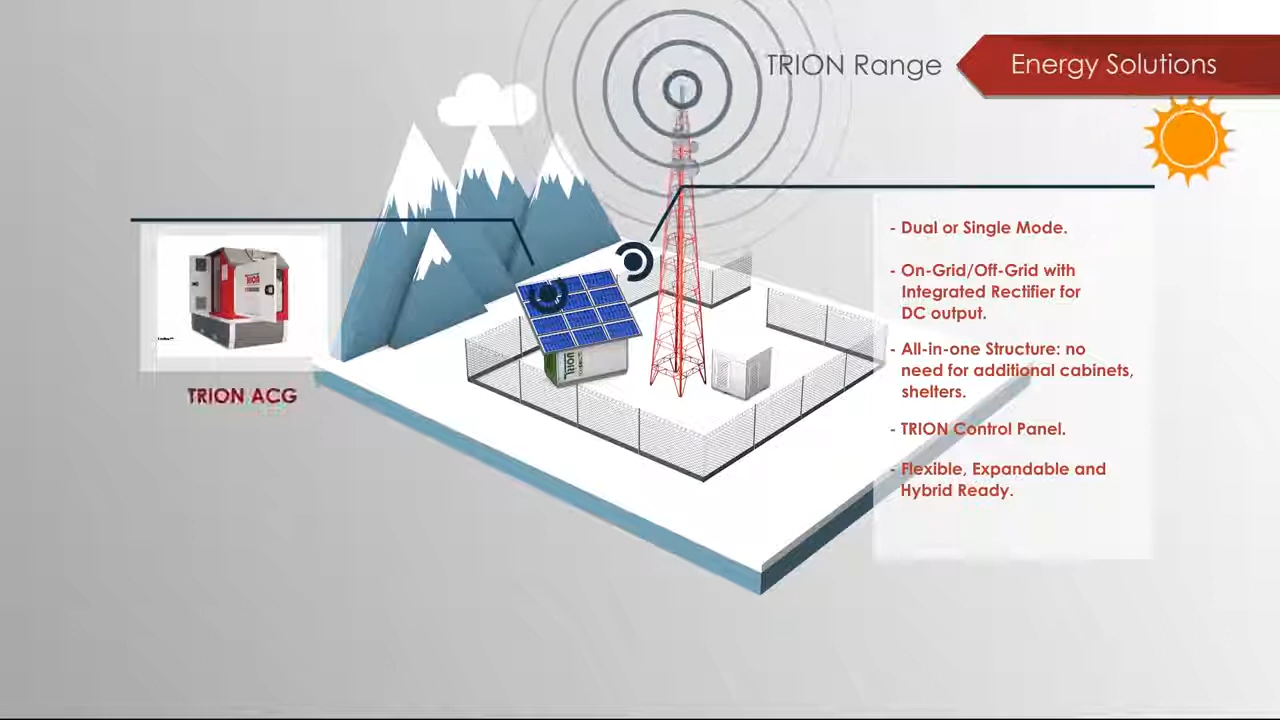 TRION Range
Energy Solutions
- Dual or Single Mode.
- On-Grid/Off-Grid with
Integrated Rectifier for
DC output.
- All-in-one Structure: no
need for additional cabinets,
shelters.
- TRION Control Panel.
- Flexible, Expandable and
Hybrid Ready.
TRION ACG
TRION
TRION